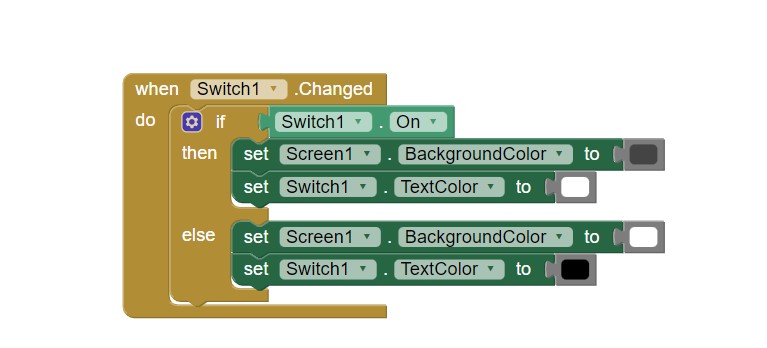 when Switch1 .Changed
do if Switch1 . On
then set Screen1 . BackgroundColor to
set Switch1 . TextColor to
else set Screen1 . BackgroundColor to
set Switch1 . TextColor to